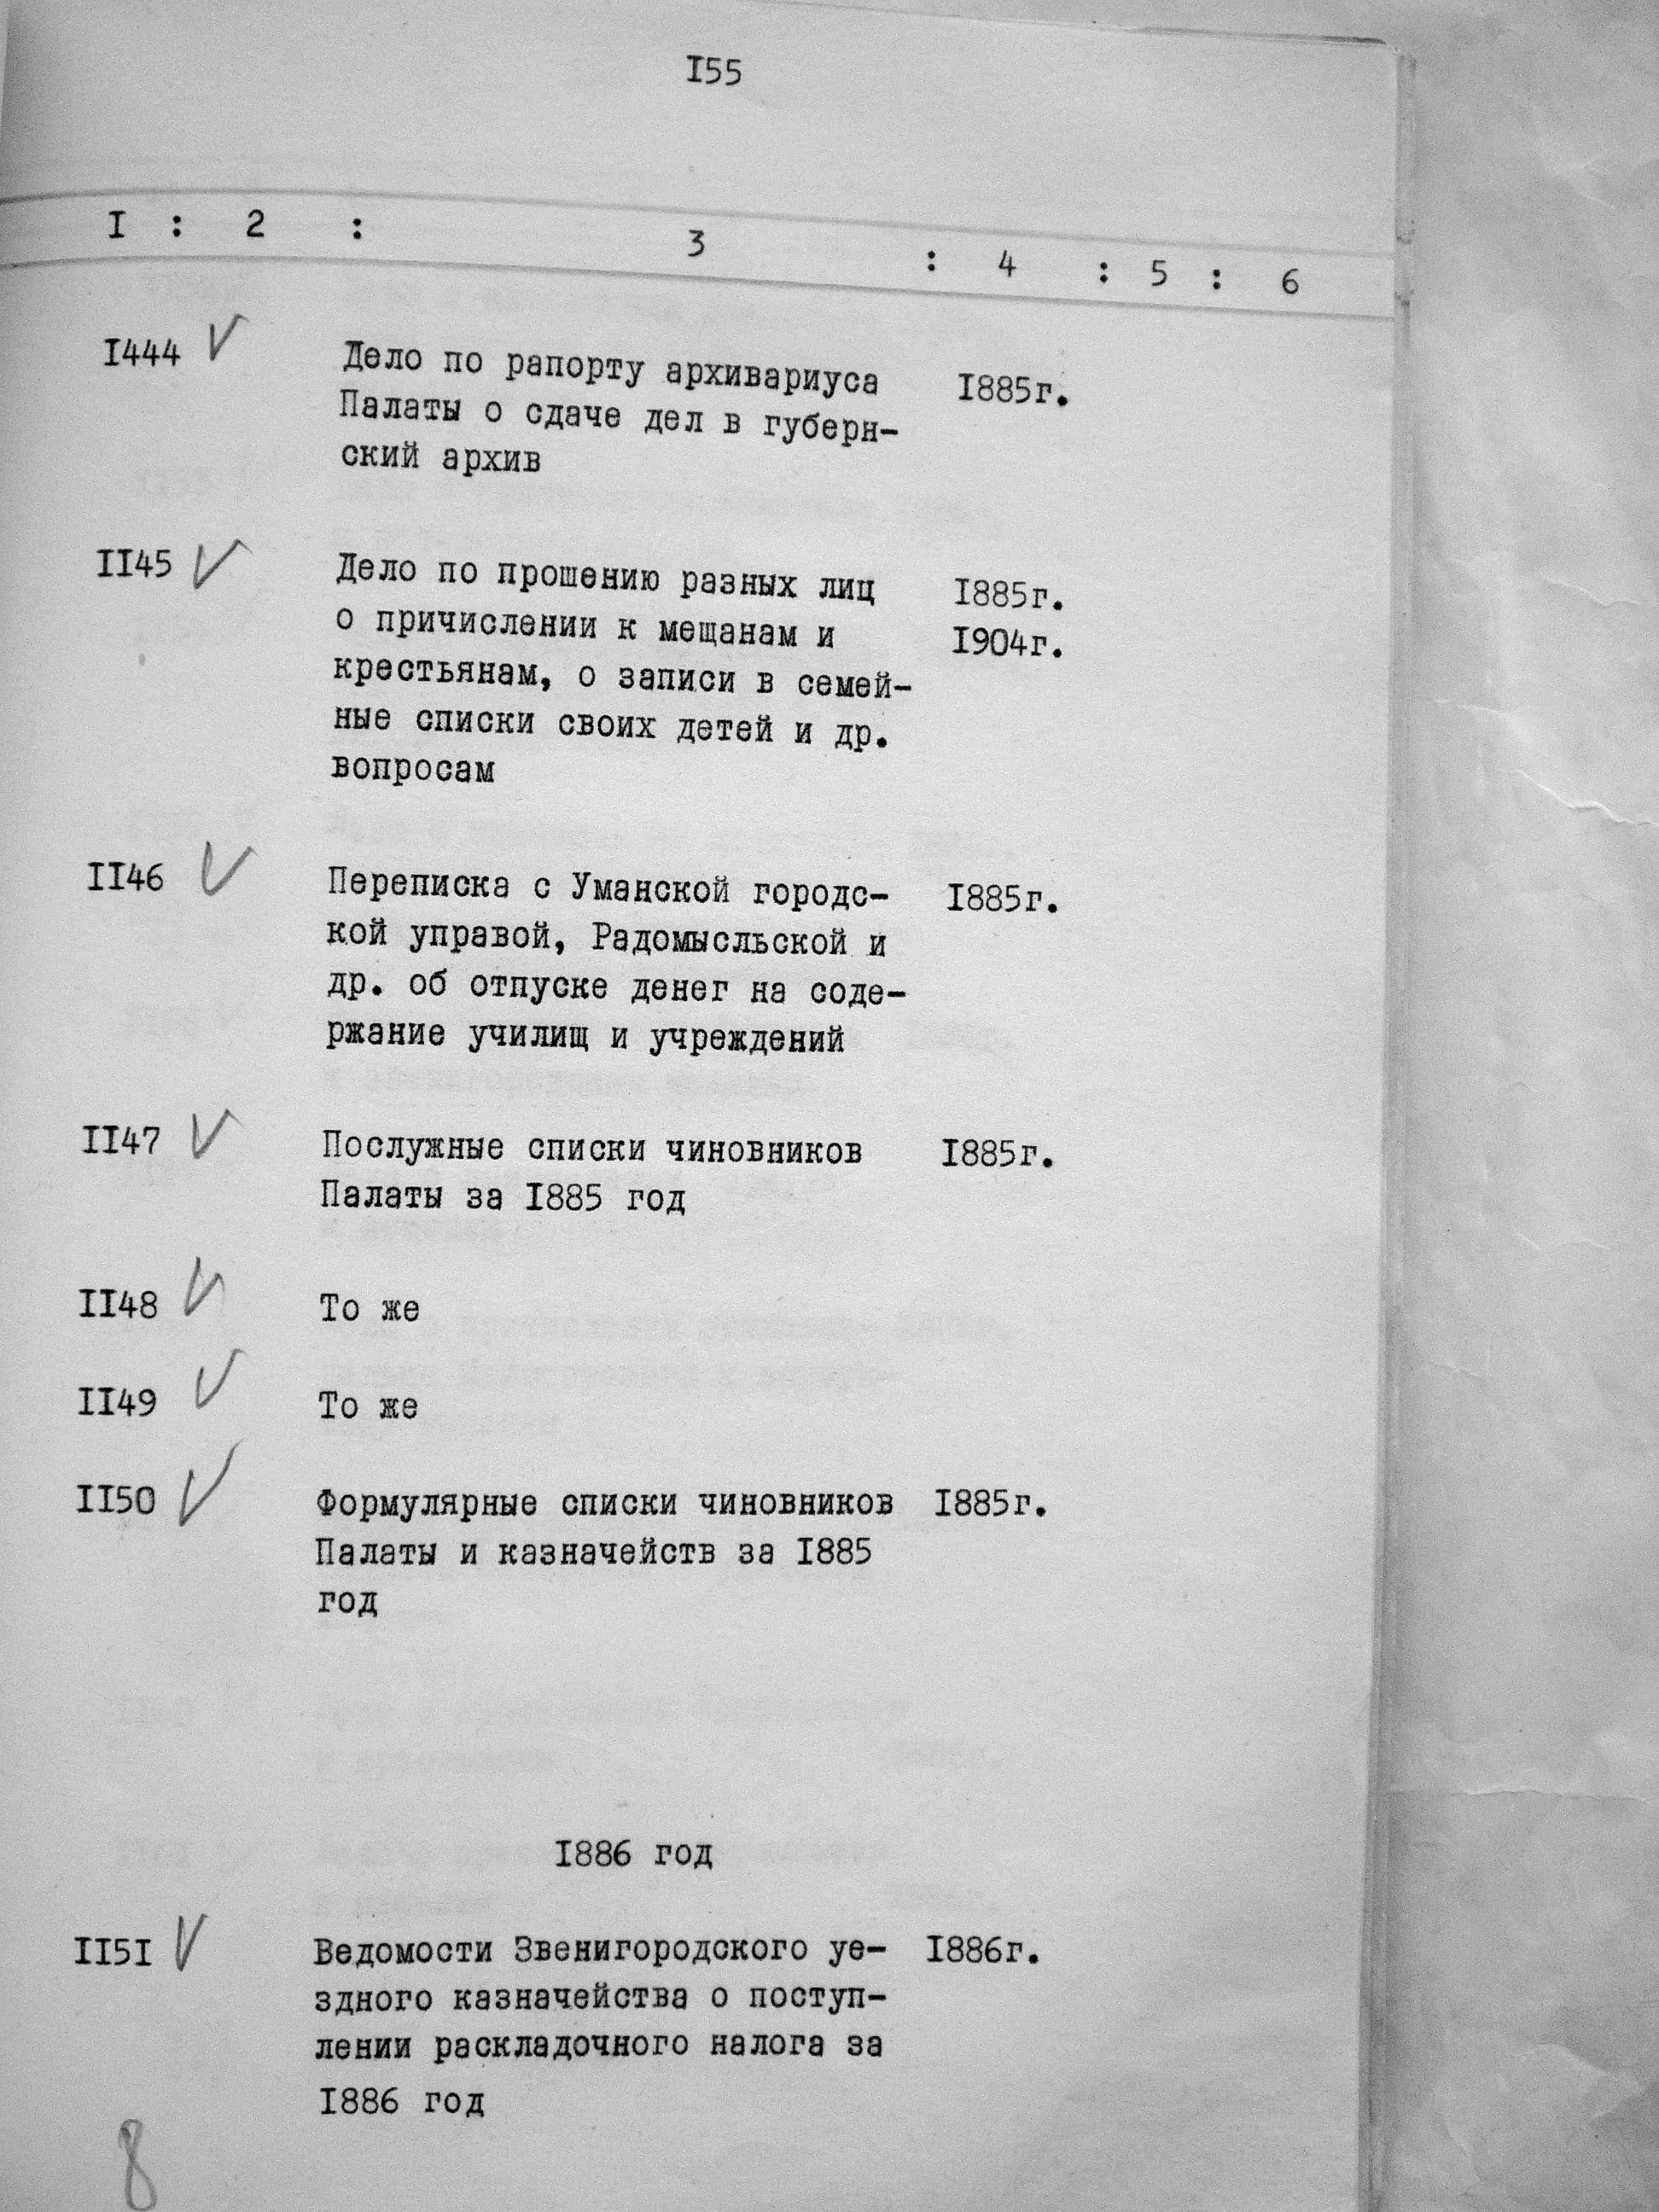 I55
I : 2 : 3 : 4 : 5 : 6
I444 Дело по рапорту архивариуса I885г.
Палаты о сдаче дел в губерн-
ский архив
II45 Дело по прошению разных лиц I885г.
о причислении к мещанам и I904г.
крестьянам, о записи в семей-
ные списки своих детей и др.
вопросам
II46 Переписка с Уманской городс- I885г.
кой управой, Радомысльской и
др. об отпуске денег на соде-
ржание училищ и учреждений
II47 Послужные списки чиновников I885г.
Палаты за I885 год
II48 То же
II49 То же
II50 Формулярные списки чиновников I885г.
Палаты и казначейств за I885
год
I886 год
II5I Ведомости Звенигородского уе- I886г.
здного казначейства о поступ-
лении раскладочного налога за
I886 год
8